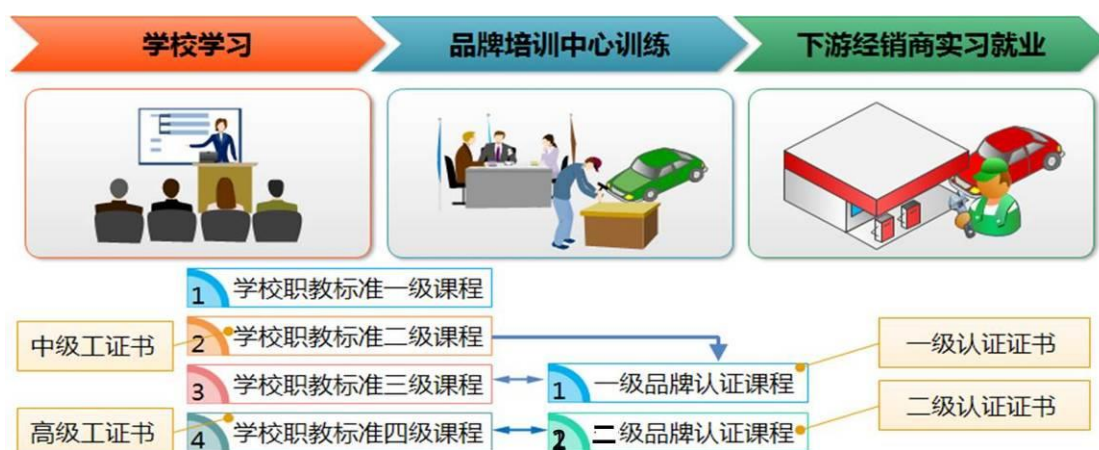 学校学习
品牌培训中心训练
下游经销商实习就业
1 学校职教标准一级课程
中级工证书
2 学校职教标准二级课程
一级认证证书
3 学校职教标准三级课程
1 一级品牌认证课程
二级认证证书
高级工证书
4 学校职教标准四级课程
2 二级品牌认证课程